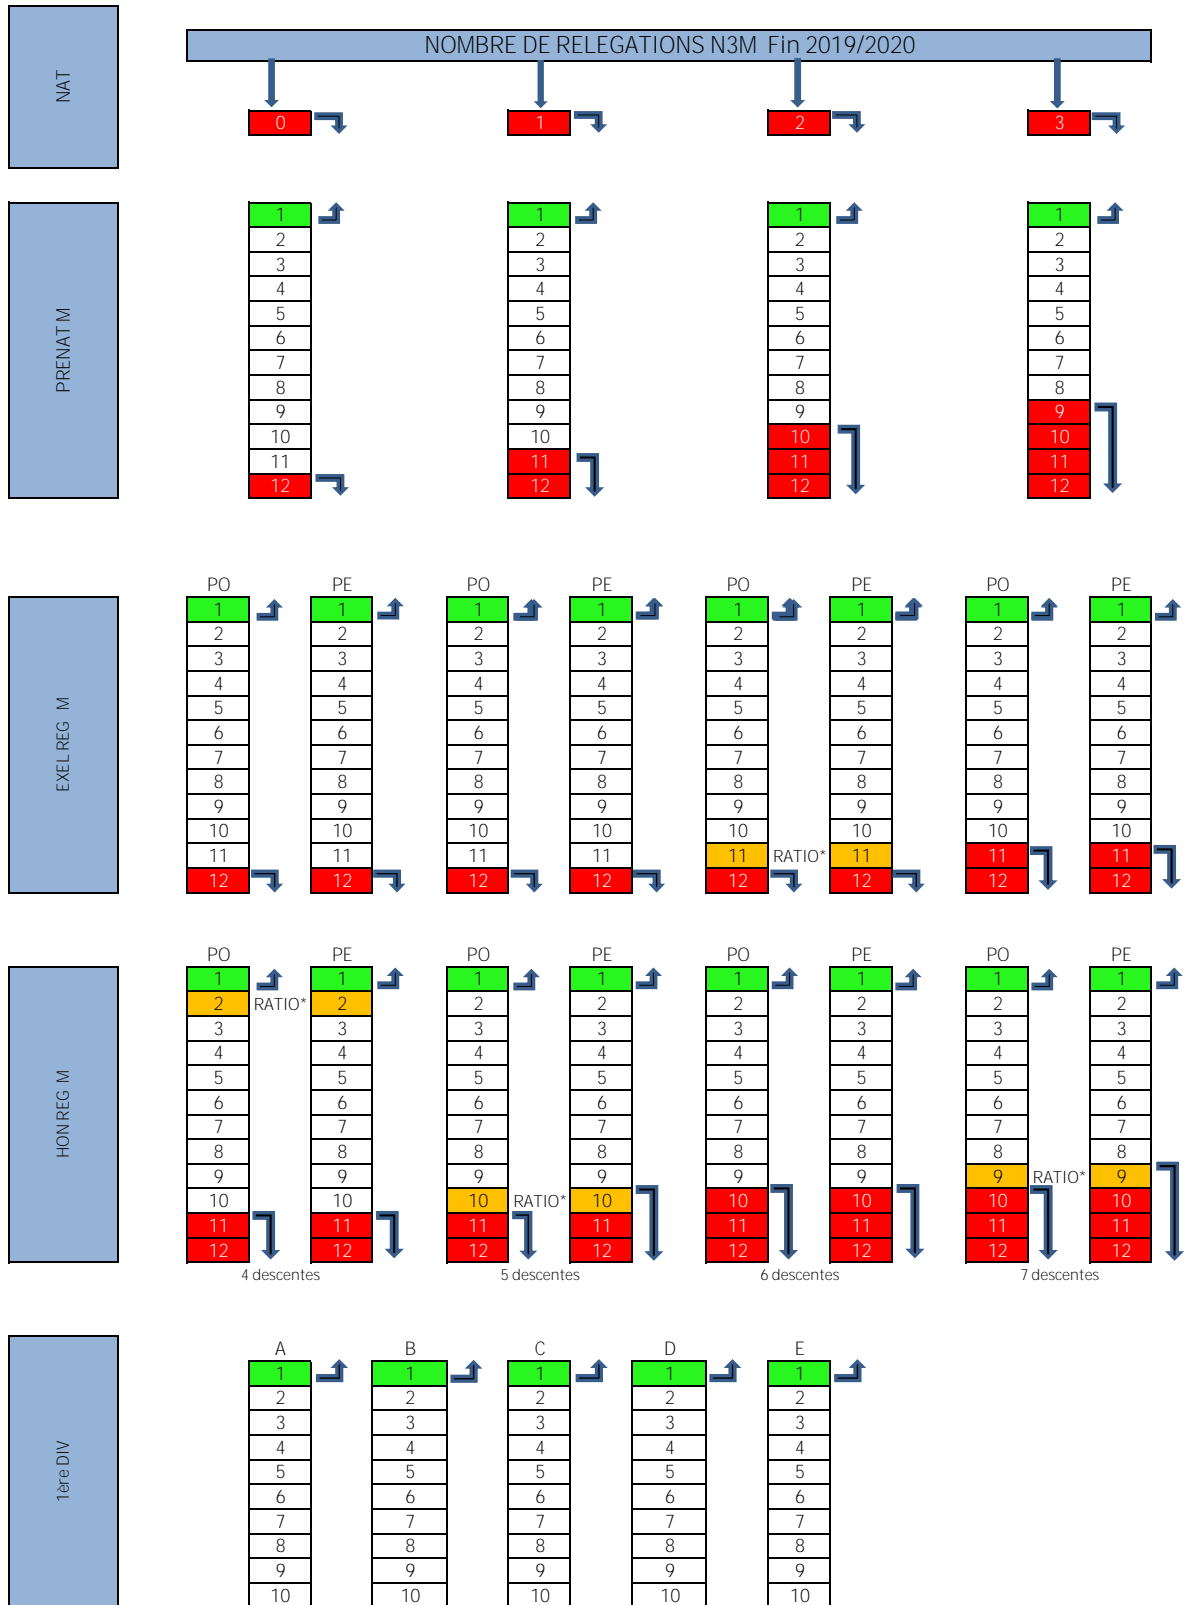 NOMBRE DE RELEGATIONS N3M Fin 2019/2020
NAT
0 1 2 3
PRENAT M
1 1 1 1
2 2 2 2
3 3 3 3
4 4 4 4
5 5 5 5
6 6 6 6
7 7 7 7
8 8 8 8
9 9 9 9
10 10 10 10
11 11 11 11
12 12 12 12
PO PE PO PE PO PE PO PE
EXEL REG M
1 1 1 1 1 1 1 1
2 2 2 2 2 2 2 2
3 3 3 3 3 3 3 3
4 4 4 4 4 4 4 4
5 5 5 5 5 5 5 5
6 6 6 6 6 6 6 6
7 7 7 7 7 7 7 7
8 8 8 8 8 8 8 8
9 9 9 9 9 9 9 9
10 10 10 10 10 10 10 10
11 11 11 11 11 RATIO* 11 11 11
12 12 12 12 12 12 12 12
PO PE PO PE PO PE PO PE
HON REG M
1 1 1 1 1 1 1 1
2 RATIO* 2 2 2 2 2 2 2
3 3 3 3 3 3 3 3
4 4 4 4 4 4 4 4
5 5 5 5 5 5 5 5
6 6 6 6 6 6 6 6
7 7 7 7 7 7 7 7
8 8 8 8 8 8 8 8
9 9 9 9 9 9 9 RATIO* 9
10 10 10 RATIO* 10 10 10 10 10
11 11 11 11 11 11 11 11
12 12 12 12 12 12 12 12
4 descentes 5 descentes 6 descentes 7 descentes
A B C D E
1ère DIV
1 1 1 1 1
2 2 2 2 2
3 3 3 3 3
4 4 4 4 4
5 5 5 5 5
6 6 6 6 6
7 7 7 7 7
8 8 8 8 8
9 9 9 9 9
10 10 10 10 10